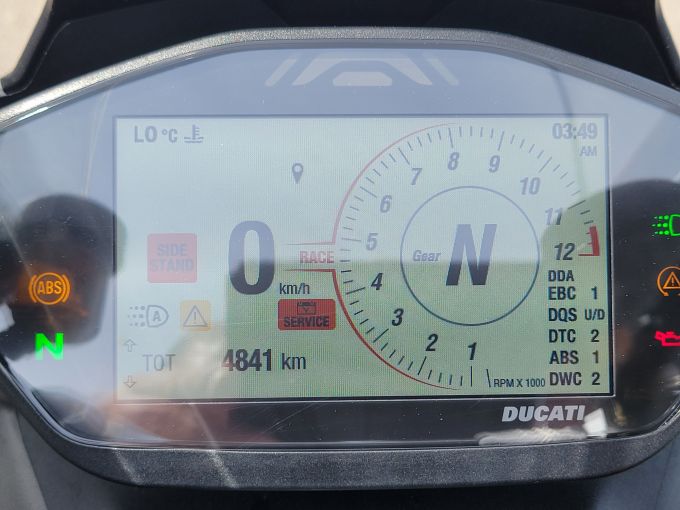 LO °C
03:49
AM
ABS
SIDE
STAND
0
km/h
RACE
Gear
N
1
2
3
4
5
6
7
8
9
10
11
12
RPM X 1000
A
SERVICE
N
TOT 4841 km
DDA
EBC 1
DQS U/D
DTC 2
ABS 1
DWC 2
DUCATI